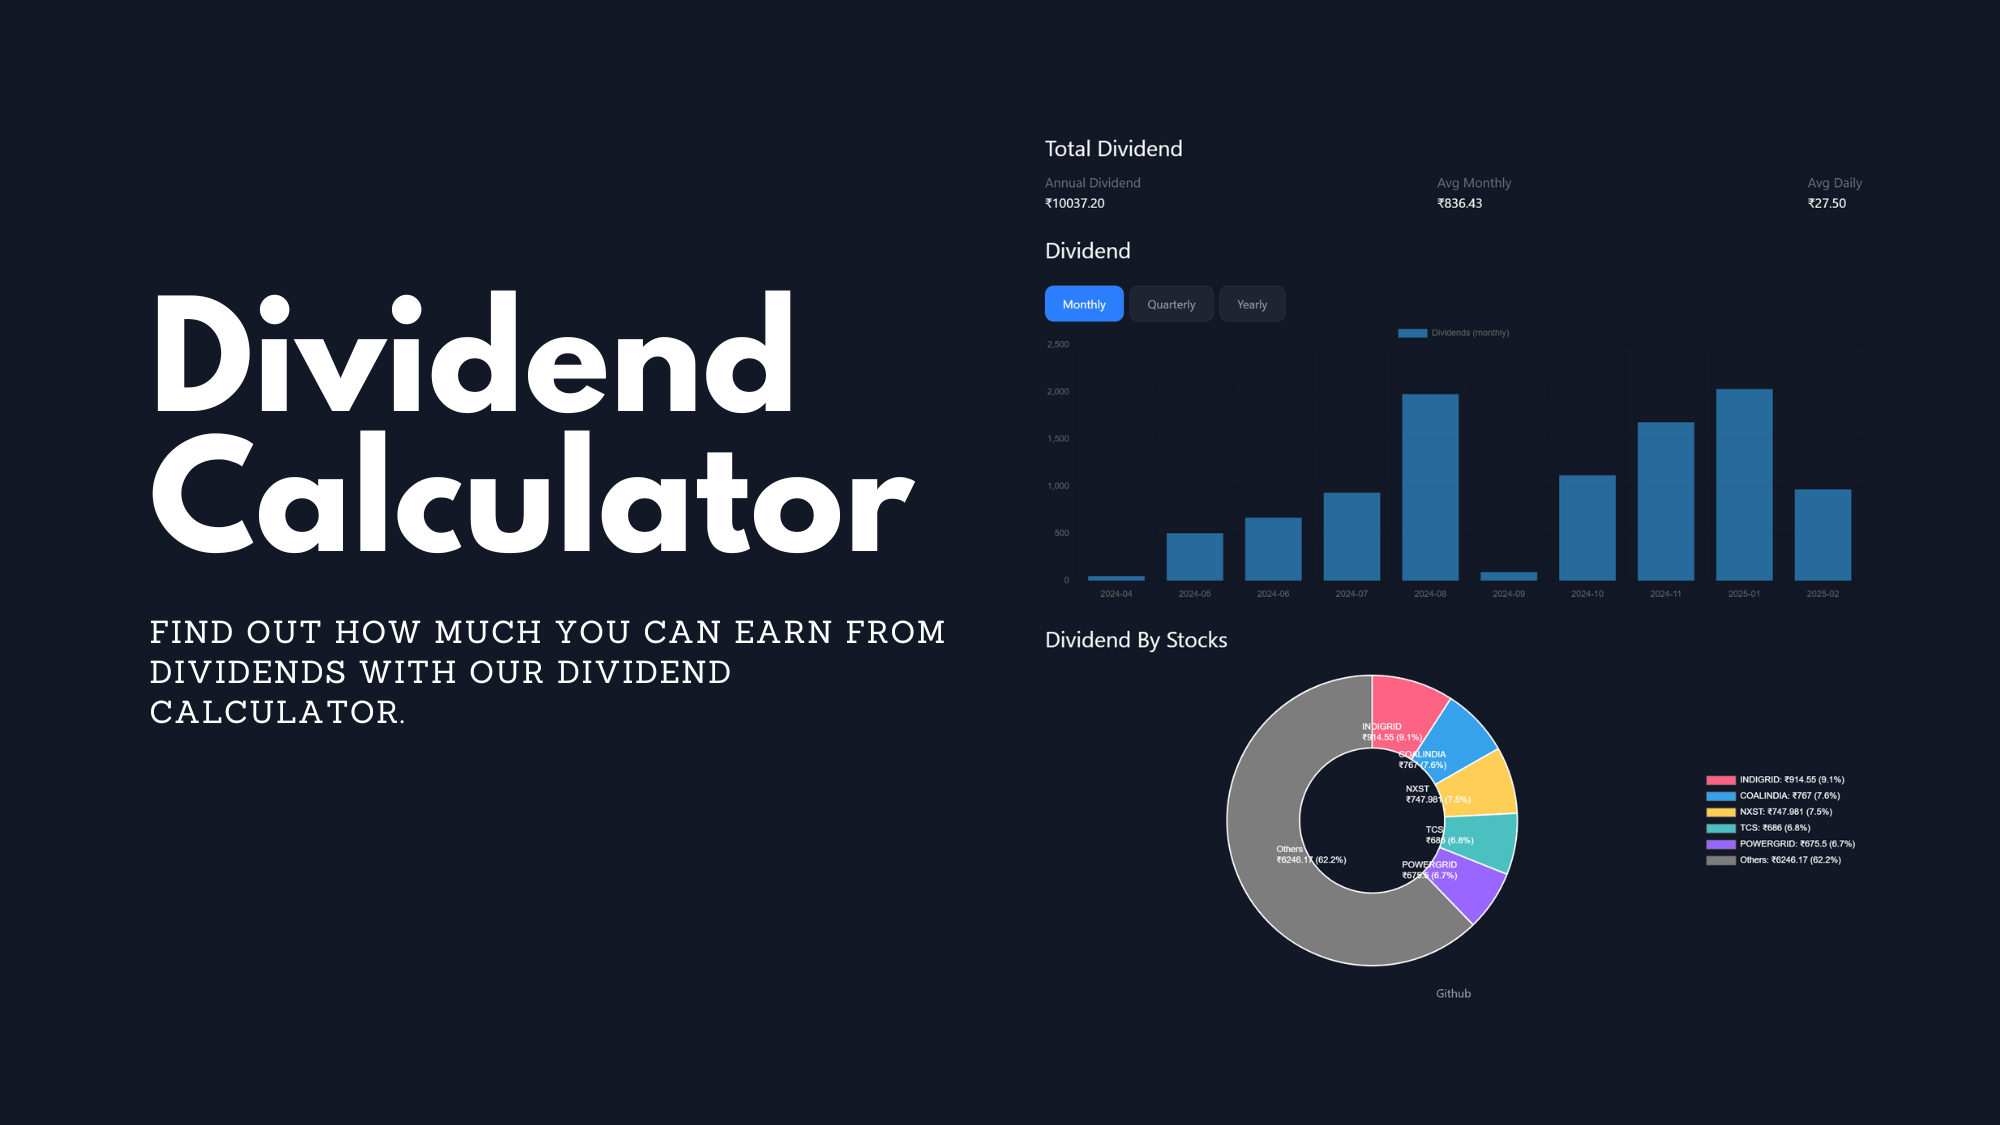 Dividend
Calculator
FIND OUT HOW MUCH YOU CAN EARN FROM
DIVIDENDS WITH OUR DIVIDEND
CALCULATOR.
Total Dividend
Annual Dividend Avg Monthly Avg Daily
₹10037.20 ₹836.43 ₹27.50
Dividend
Monthly Quarterly Yearly
Dividends (monthly)
2,500
2,000
1,500
1,000
500
0
2024-04 2024-05 2024-06 2024-07 2024-08 2024-09 2024-10 2024-11 2025-01 2025-02
Dividend By Stocks
INDIGRID
₹914.55 (9.1%)
COALINDIA
₹767 (7.6%)
NXST
₹747.981 (7.5%)
TCS
₹686 (6.8%)
Others
₹6246.17 (62.2%)
POWERGRID
₹675.5 (6.7%)
INDIGRID: ₹914.55 (9.1%)
COALINDIA: ₹767 (7.6%)
NXST: ₹747.981 (7.5%)
TCS: ₹686 (6.8%)
POWERGRID: ₹675.5 (6.7%)
Others: ₹6246.17 (62.2%)
Github